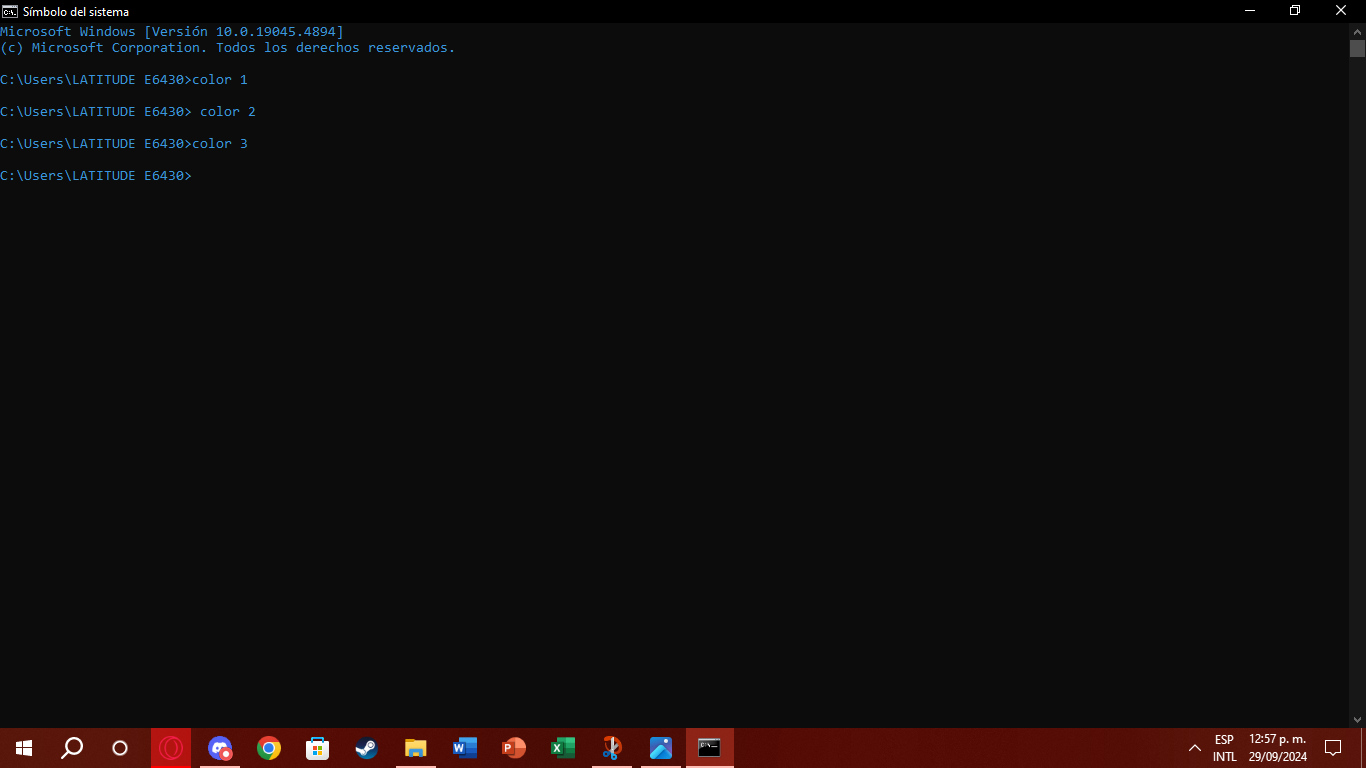 Símbolo del sistema
Microsoft Windows [Versión 10.0.19045.4894]
(c) Microsoft Corporation. Todos los derechos reservados.
C:\Users\LATITUDE E6430>color 1
C:\Users\LATITUDE E6430> color 2
C:\Users\LATITUDE E6430>color 3
C:\Users\LATITUDE E6430>
ESP
INTL
12:57 p. m.
29/09/2024